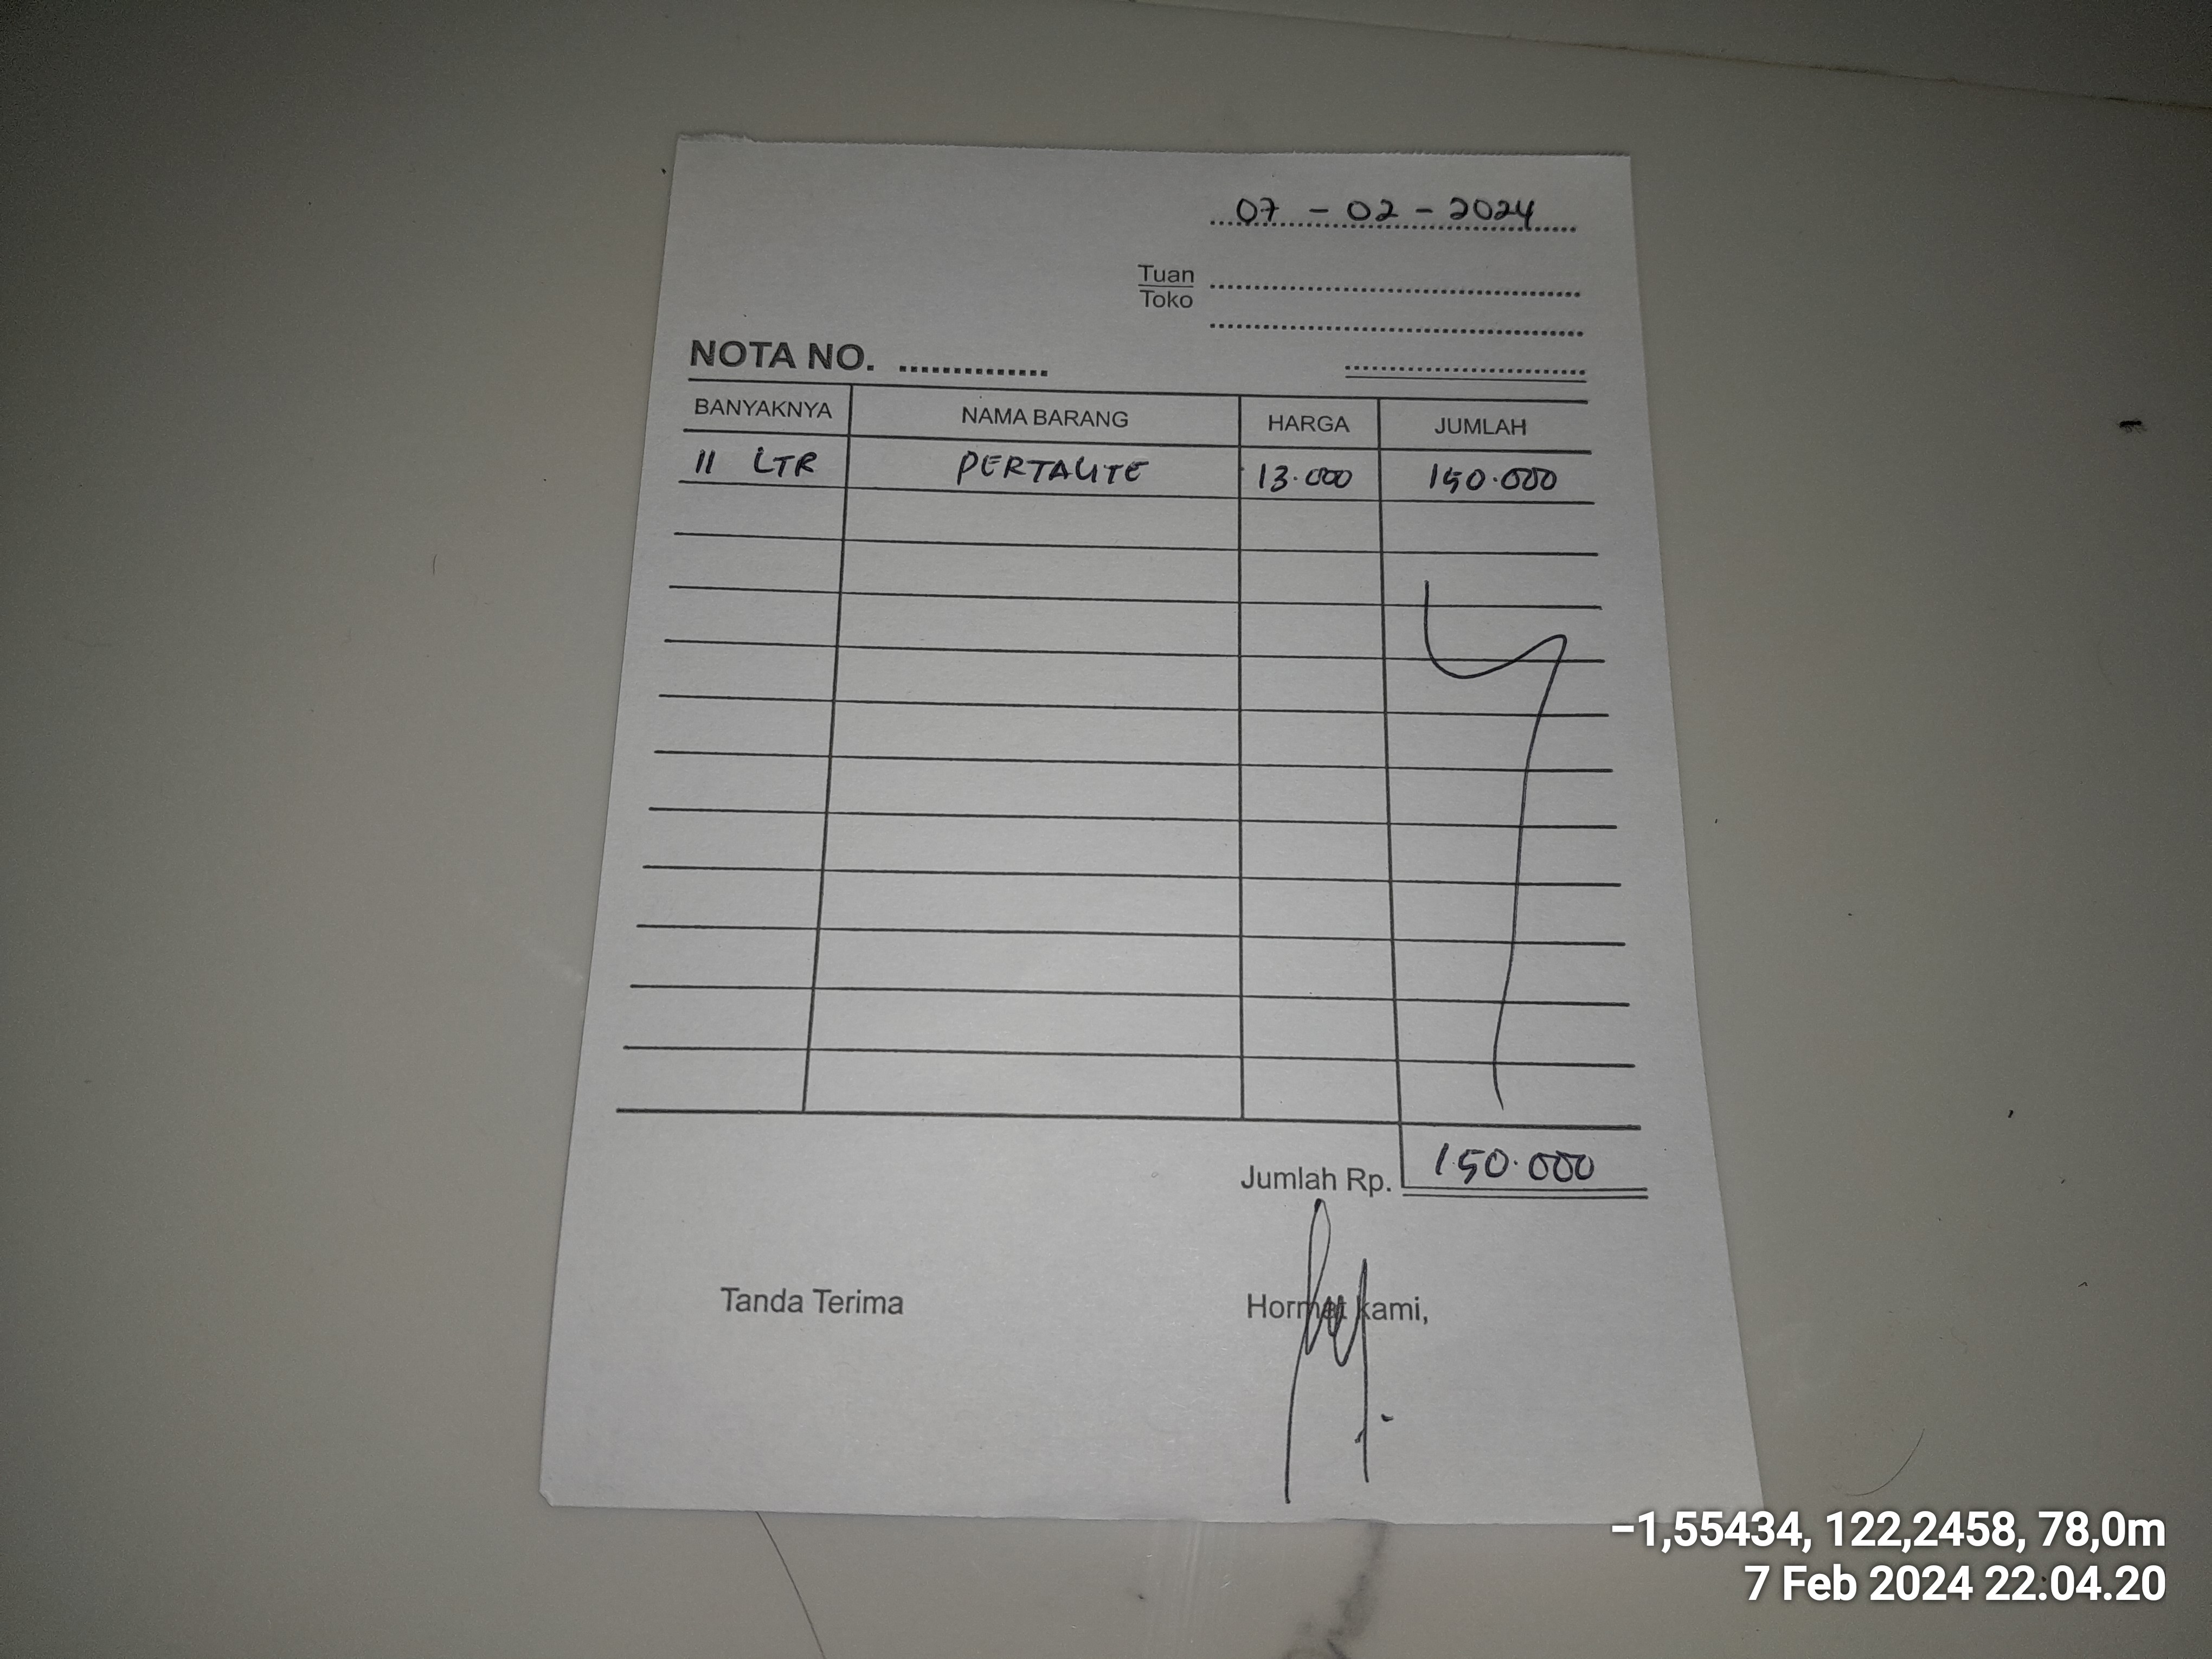 07 - 02 - 2024
Tuan
Toko
NOTA NO. ...............
BANYAKNYA NAMA BARANG HARGA JUMLAH
11 LTR PERTALITE 13.000 150.000
Jumlah Rp. 150.000
Tanda Terima Hormat kami,
-1,55434, 122,2458, 78,0m
7 Feb 2024 22.04.20